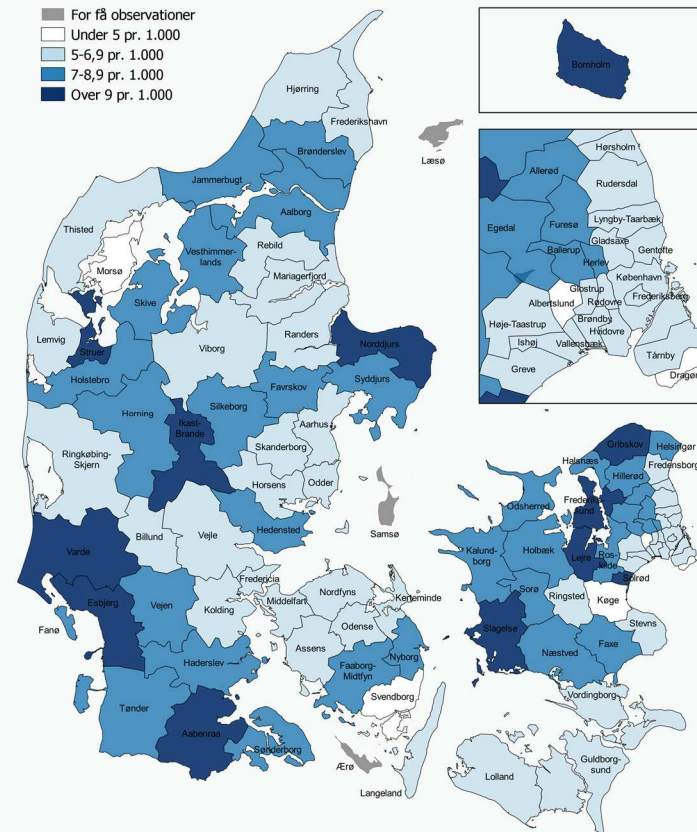 For få observationer
Under 5 pr. 1.000
5-6,9 pr. 1.000
7-8,9 pr. 1.000
Over 9 pr. 1.000
Hjørring
Frederikshavn
Brønderslev
Læsø
Jammerbugt
Aalborg
Thisted
Vesthimmer-
lands
Rebild
Morsø
Mariagerfjord
Skive
Lemvig
Struer
Viborg
Randers
Norddjurs
Holstebro
Favrskov
Syddjurs
Silkeborg
Horning
Ikast-
Brande
Aarhus
Skanderborg
Ringkøbing-
Skjern
Horsens
Odder
Samsø
Hedensted
Billund
Vejle
Varde
Fredericia
Esbjerg
Vejen
Kolding
Middelfart
Nordfyns
Kerteminde
Fanø
Odense
Assens
Nyborg
Haderslev
Faaborg-
Midtfyn
Svendborg
Tønder
Aabenraa
Sønderborg
Ærø
Langeland
Bornholm
Hørsholm
Allerød
Rudersdal
Egedal
Furesø
Lyngby-Taarbæk
Gladsaxe
Ballerup
Gentofte
Herlev
København
Glostrup
Albertslund
Rødovre
Frederiksberg
Brøndby
Høje-Taastrup
Hvidovre
Ishøj
Vallensbæk
Tårnby
Greve
Dragør
Gribskov
Helsingør
Halsnæs
Hillerød
Fredensborg
Frederiks-
sund
Odsherred
Kalund-
borg
Holbæk
Lejre
Ros-
kilde
Solrød
Sorø
Ringsted
Køge
Slagelse
Stevns
Næstved
Faxe
Vordingborg
Guldborg-
sund
Lolland